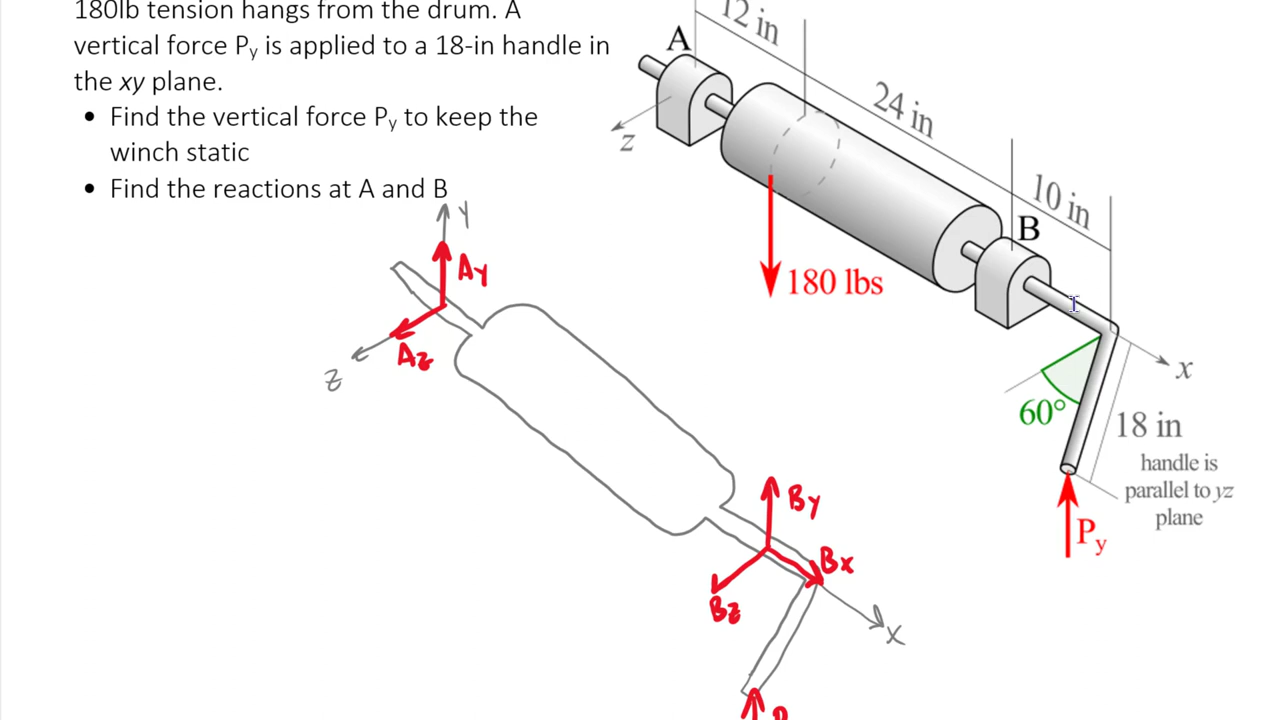 180lb tension hangs from the drum. A
vertical force Py is applied to a 18-in handle in
the xy plane.
• Find the vertical force Py to keep the
winch static
• Find the reactions at A and B
12 in
A
24 in
z
10 in
B
180 lbs
x
60°
18 in
handle is
parallel to yz
plane
Py
Y
Ay
Az
z
By
Bx
Bz
x